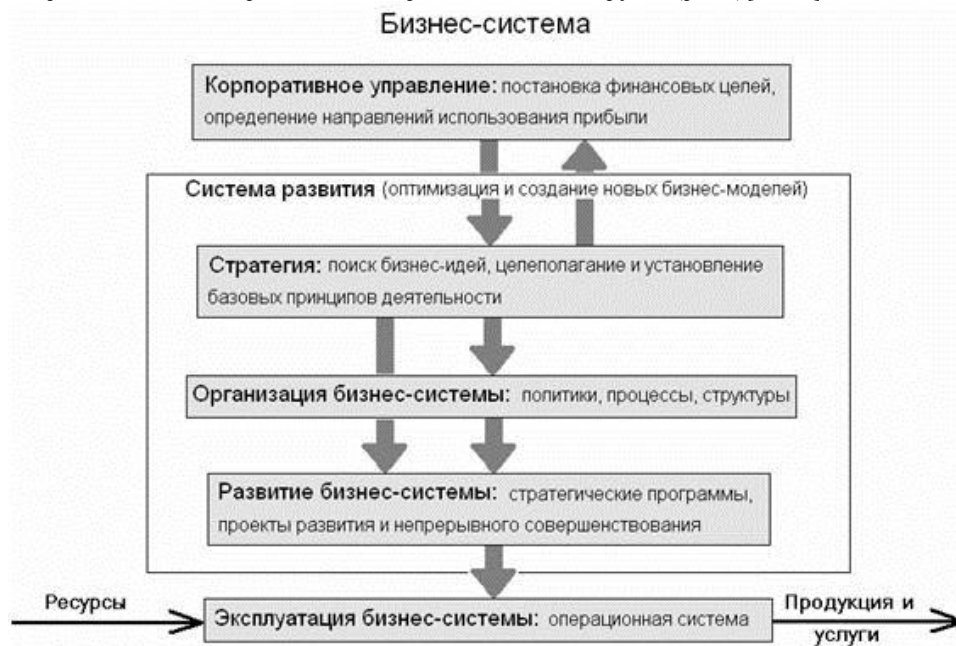 Бизнес-система
Корпоративное управление: постановка финансовых целей,
определение направлений использования прибыли
Система развития (оптимизация и создание новых бизнес-моделей)
Стратегия: поиск бизнес-идей, целеполагание и установление
базовых принципов деятельности
Организация бизнес-системы: политики, процессы, структуры
Развитие бизнес-системы: стратегические программы,
проекты развития и непрерывного совершенствования
Ресурсы
Эксплуатация бизнес-системы: операционная система
Продукция и
услуги